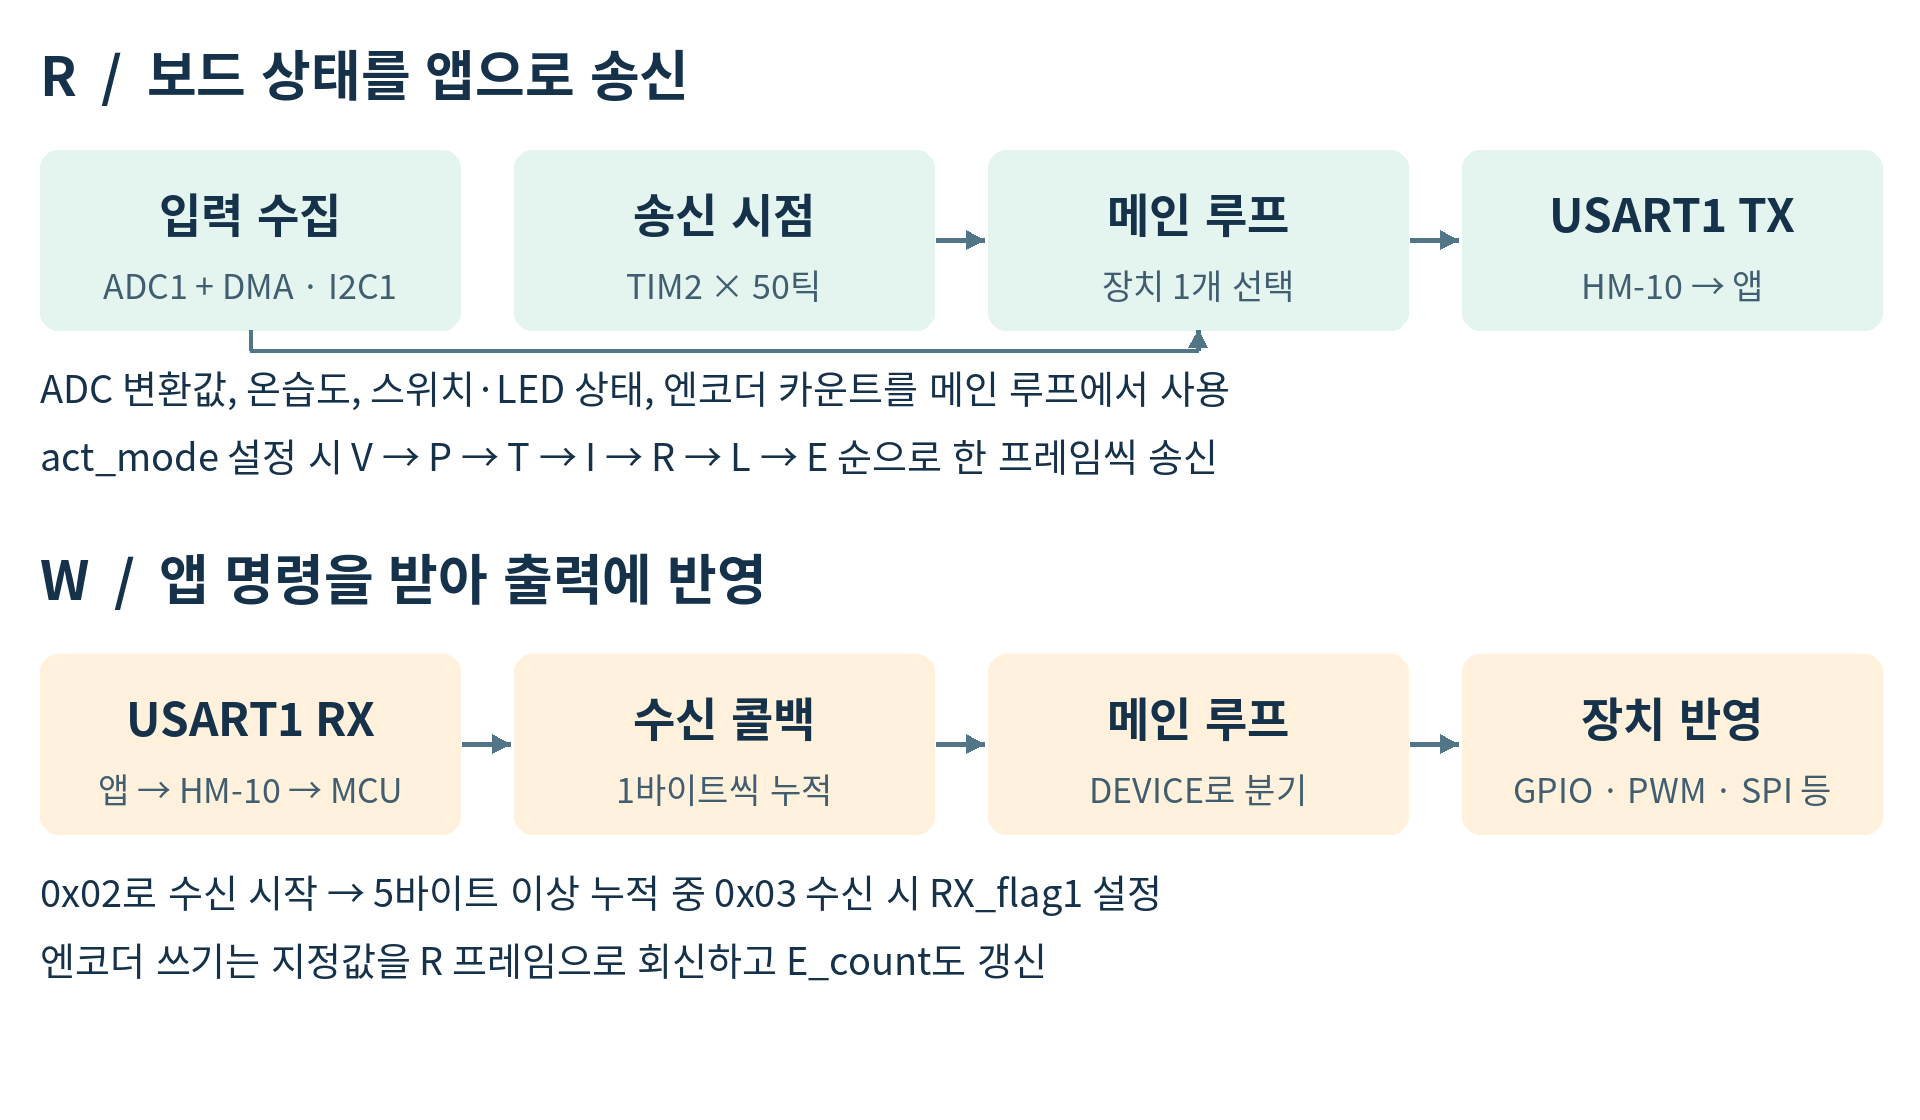 R / 보드 상태를 앱으로 송신
입력 수집
ADC1 + DMA · I2C1
송신 시점
TIM2 × 50틱
메인 루프
장치 1개 선택
USART1 TX
HM-10 → 앱
ADC 변환값, 온습도, 스위치·LED 상태, 엔코더 카운트를 메인 루프에서 사용
act_mode 설정 시 V → P → T → I → R → L → E 순으로 한 프레임씩 송신
W / 앱 명령을 받아 출력에 반영
USART1 RX
앱 → HM-10 → MCU
수신 콜백
1바이트씩 누적
메인 루프
DEVICE로 분기
장치 반영
GPIO · PWM · SPI 등
0x02로 수신 시작 → 5바이트 이상 누적 중 0x03 수신 시 RX_flag1 설정
엔코더 쓰기는 지정값을 R 프레임으로 회신하고 E_count도 갱신